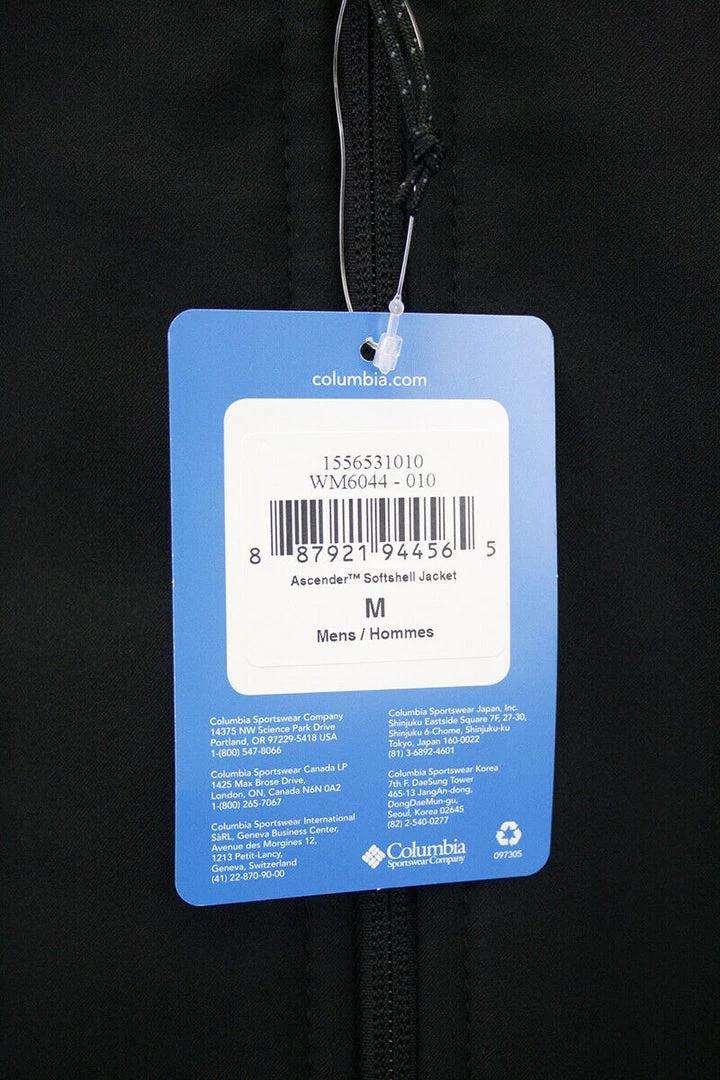 columbia.com
1556531010
WM6044 - 010
8 87921 94456 5
Ascender™ Softshell Jacket
M
Mens / Hommes
Columbia Sportswear Company
14375 NW Science Park Drive
Portland, OR 97229-5418 USA
1-(800) 547-8066
Columbia Sportswear Canada LP
1425 Max Brose Drive,
London, ON, Canada N6N 0A2
1-(800) 265-7067
Columbia Sportswear International
SàRL, Geneva Business Center,
Avenue des Morgines 12,
1213 Petit-Lancy,
Geneva, Switzerland
(41) 22-870-90-00
Columbia Sportswear Japan, Inc.
Shinjuku Eastside Square 7F, 27-30,
Shinjuku 6-Chome, Shinjuku-ku
Tokyo, Japan 160-0022
(81) 3-6892-4601
Columbia Sportswear Korea
7th F. DaeSung Tower
465-13 JangAn-dong,
DongDaeMun-gu,
Seoul, Korea 02645
(82) 2-540-0277
Columbia
Sportswear Company
097305